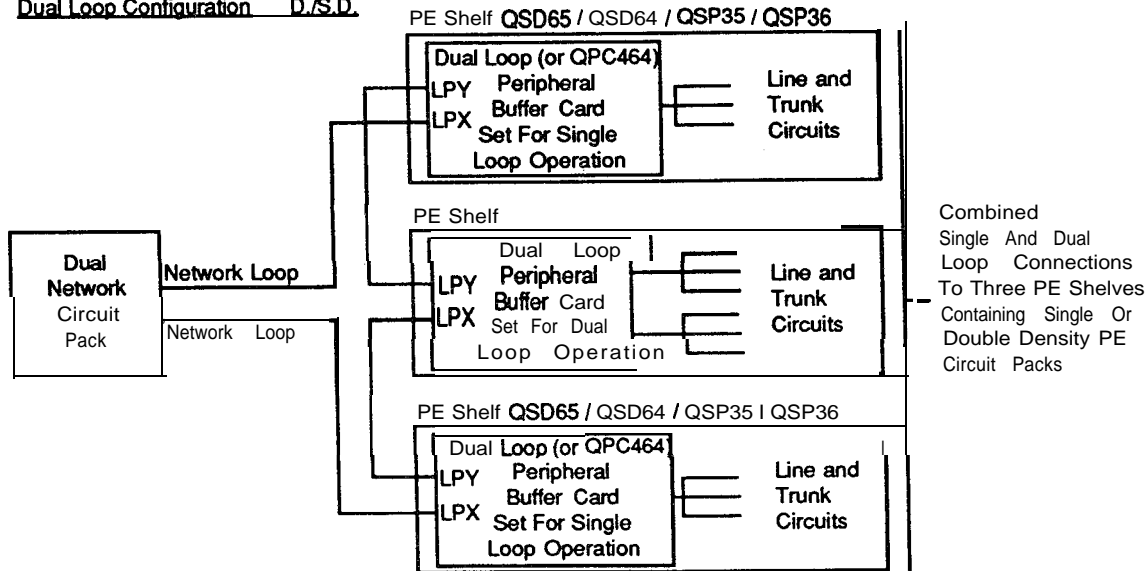 Dual Loop Configuration D./S.D.
PE Shelf QSD65 / QSD64 / QSP35 / QSP36
Dual Loop (or QPC464)
LPY Peripheral
Buffer Card
LPX
Set For Single
Loop Operation
Line and
Trunk
Circuits
PE Shelf
Dual Loop
LPY Peripheral
Buffer Card
LPX
Set For Dual
Loop Operation
Line and
Trunk
Circuits
Dual
Network
Circuit
Pack
Network Loop
Network Loop
Combined
Single And Dual
Loop Connections
To Three PE Shelves
Containing Single Or
Double Density PE
Circuit Packs
PE Shelf QSD65 / QSD64 / QSP35 I QSP36
Dual Loop (or QPC464)
LPY Peripheral
Buffer Card
LPX
Set For Single
Loop Operation
Line and
Trunk
Circuits